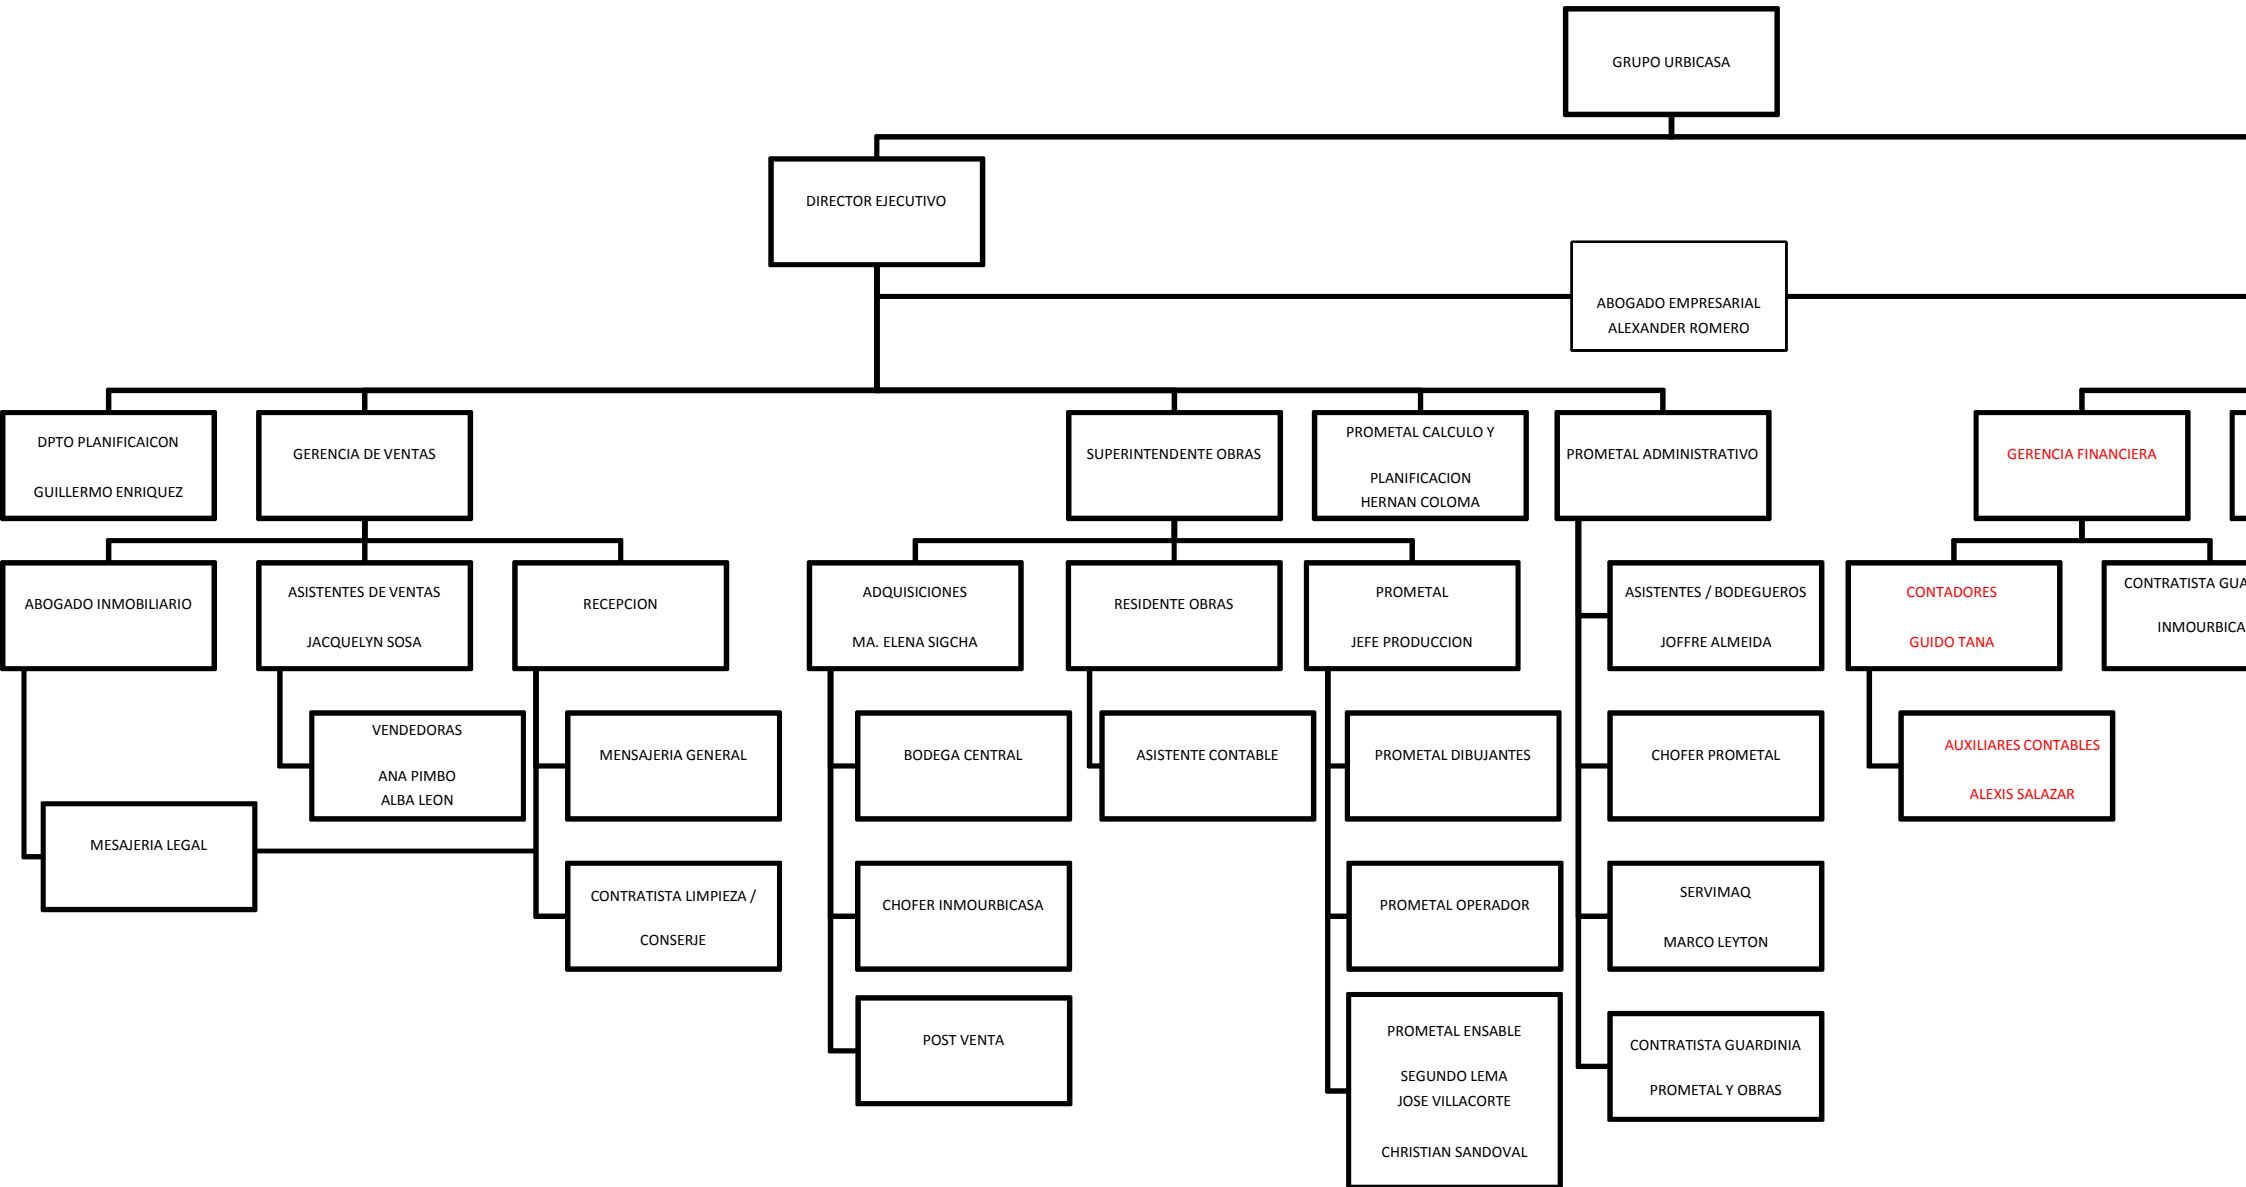 GRUPO URBICASA
DIRECTOR EJECUTIVO
ABOGADO EMPRESARIAL
ALEXANDER ROMERO
DPTO PLANIFICAICON
GUILLERMO ENRIQUEZ
GERENCIA DE VENTAS
SUPERINTENDENTE OBRAS
PROMETAL CALCULO Y
PLANIFICACION
HERNAN COLOMA
PROMETAL ADMINISTRATIVO
GERENCIA FINANCIERA
ABOGADO INMOBILIARIO
ASISTENTES DE VENTAS
JACQUELYN SOSA
RECEPCION
ADQUISICIONES
MA. ELENA SIGCHA
RESIDENTE OBRAS
PROMETAL
JEFE PRODUCCION
ASISTENTES / BODEGUEROS
JOFFRE ALMEIDA
CONTADORES
GUIDO TANA
CONTRATISTA GUA
INMOURBICA
VENDEDORAS
ANA PIMBO
ALBA LEON
MENSAJERIA GENERAL
BODEGA CENTRAL
ASISTENTE CONTABLE
PROMETAL DIBUJANTES
CHOFER PROMETAL
AUXILIARES CONTABLES
ALEXIS SALAZAR
MESAJERIA LEGAL
CONTRATISTA LIMPIEZA /
CONSERJE
CHOFER INMOURBICASA
PROMETAL OPERADOR
SERVIMAQ
MARCO LEYTON
POST VENTA
PROMETAL ENSABLE
SEGUNDO LEMA
JOSE VILLACORTE
CHRISTIAN SANDOVAL
CONTRATISTA GUARDINIA
PROMETAL Y OBRAS